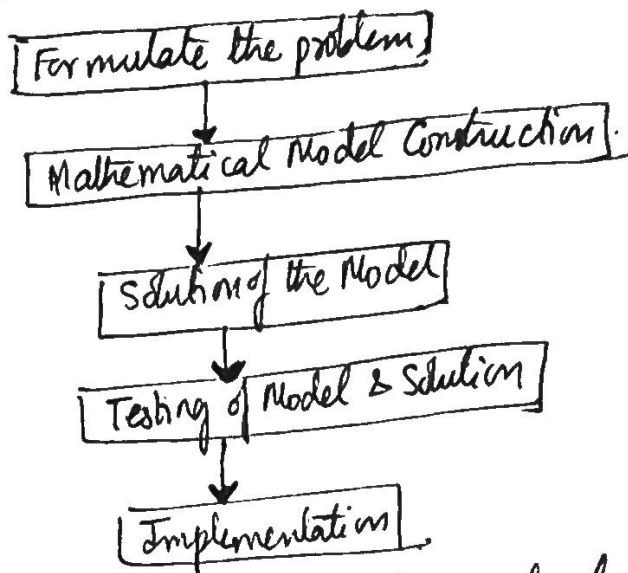 Formulate the problem
Mathematical Model Construction.
Solution of the Model
Testing of Model & Solution
Implementation